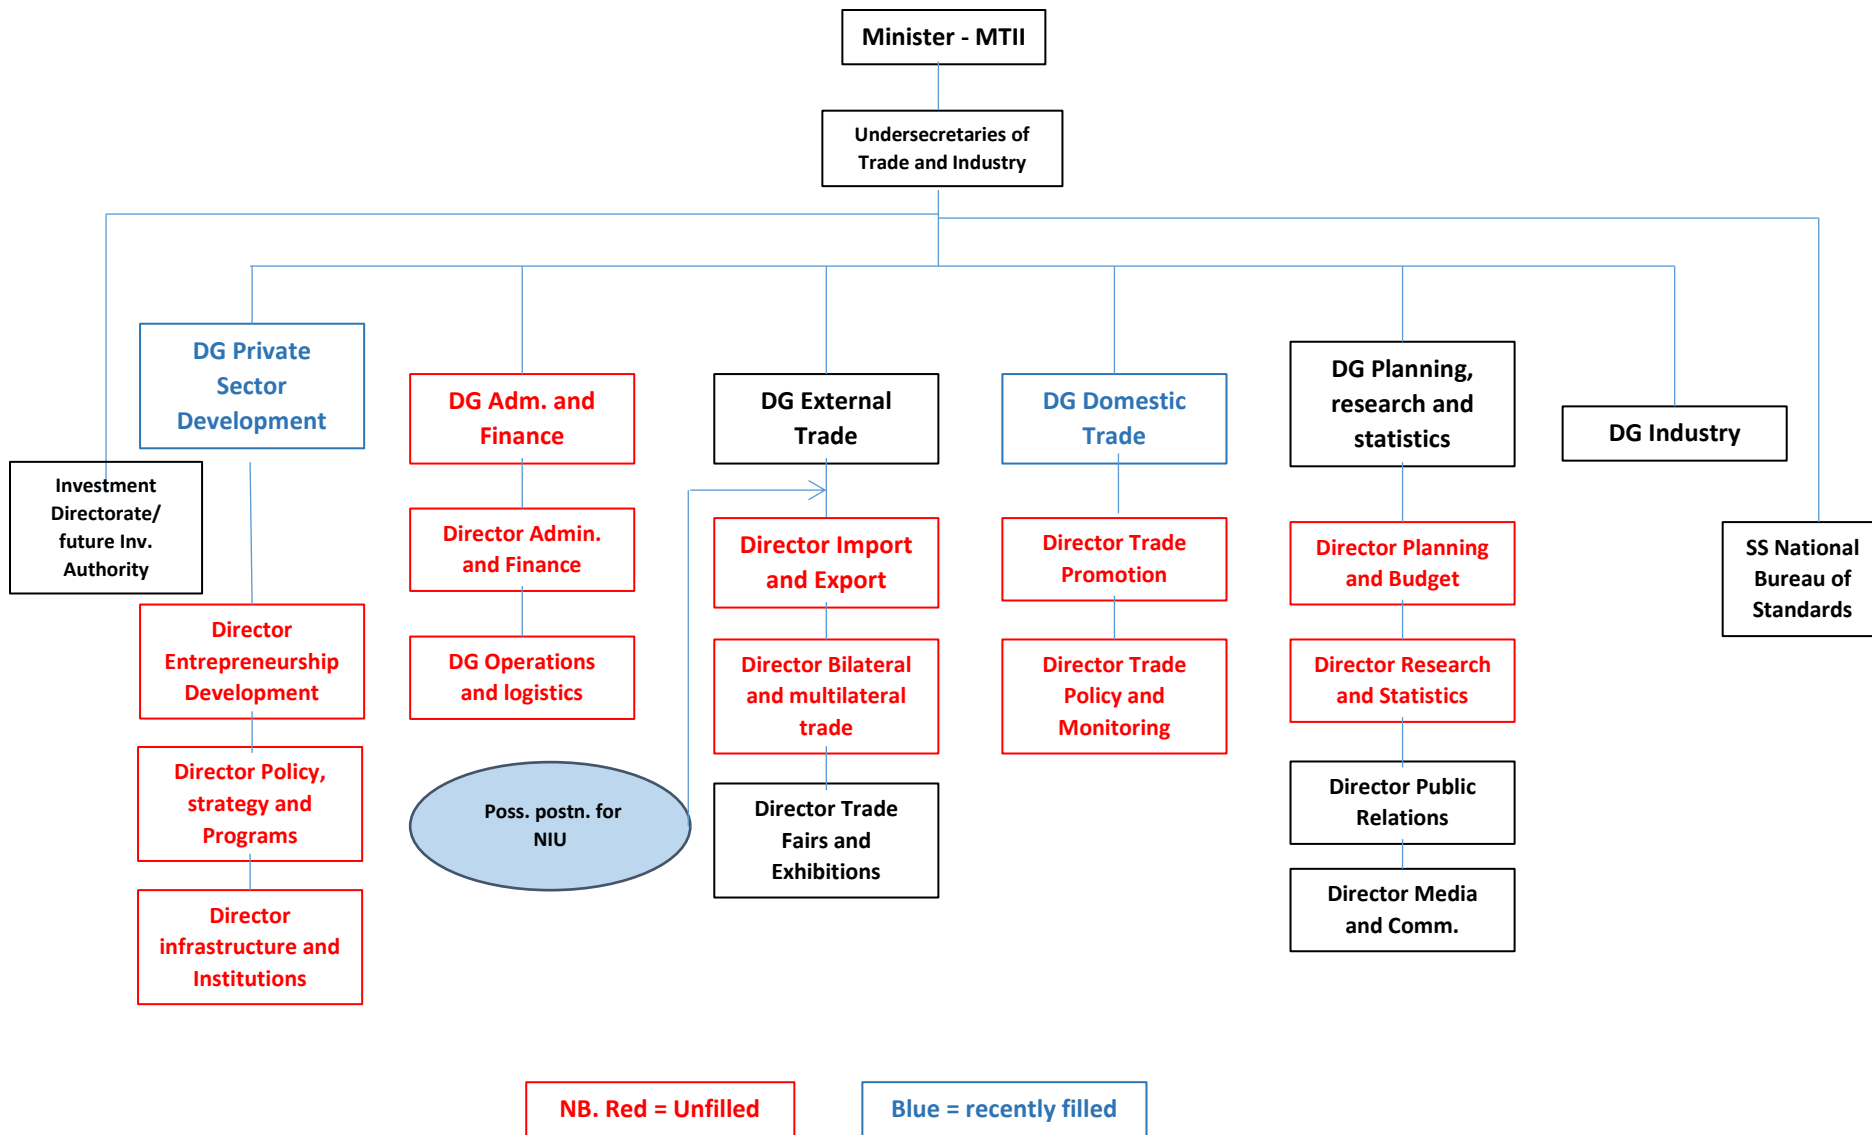 Minister - MTII
Undersecretaries of
Trade and Industry
DG Private
Sector
Development
DG Adm. and
Finance
DG External
Trade
DG Domestic
Trade
DG Planning,
research and
statistics
DG Industry
Investment
Directorate/
future Inv.
Authority
Director Admin.
and Finance
Director Import
and Export
Director Trade
Promotion
Director Planning
and Budget
SS National
Bureau of
Standards
Director
Entrepreneurship
Development
DG Operations
and logistics
Director Bilateral
and multilateral
trade
Director Trade
Policy and
Monitoring
Director Research
and Statistics
Director Policy,
strategy and
Programs
Poss. postn. for
NIU
Director Trade
Fairs and
Exhibitions
Director Public
Relations
Director Media
and Comm.
Director
infrastructure and
Institutions
NB. Red = Unfilled
Blue = recently filled